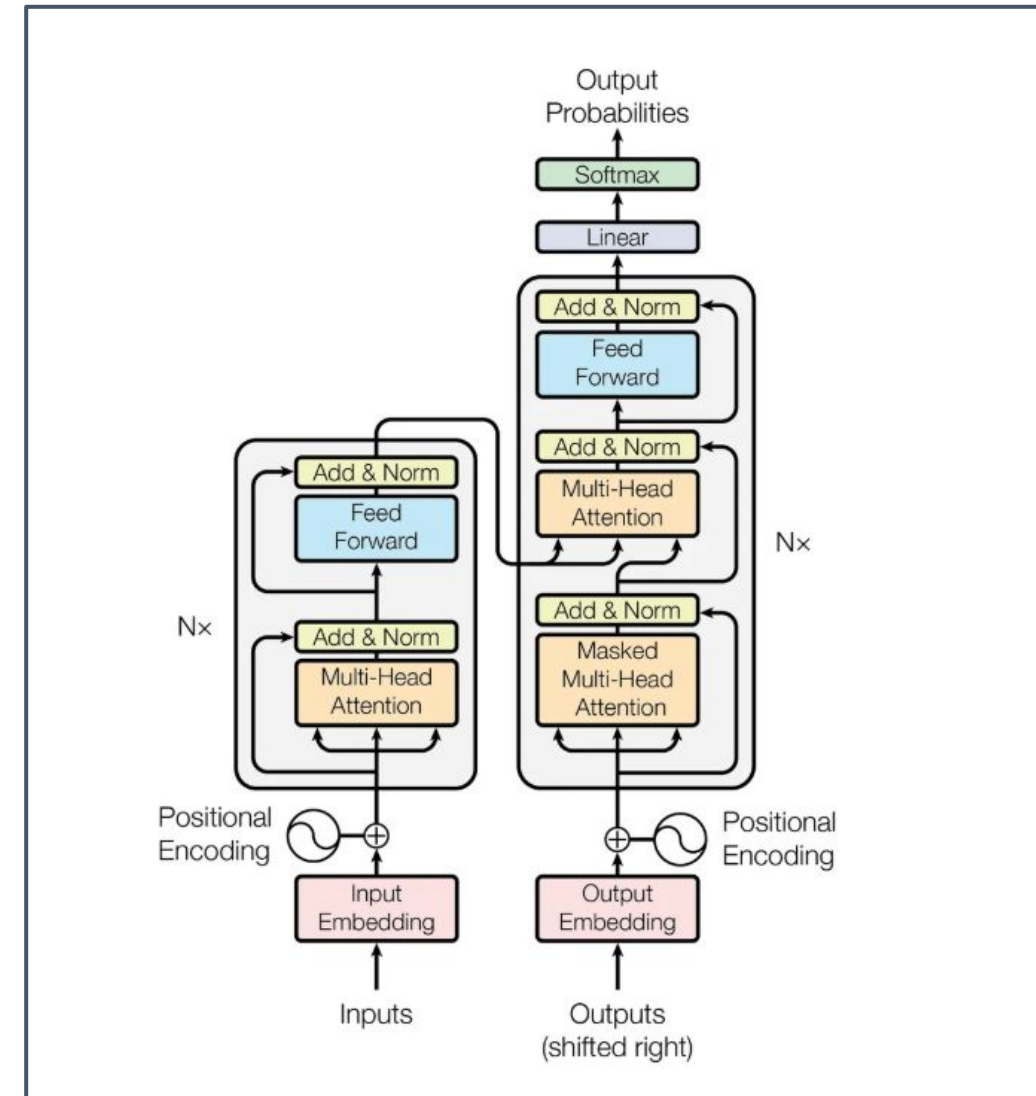 Output
Probabilities
Softmax
Linear
Add & Norm
Feed
Forward
Add & Norm
Multi-Head
Attention
Add & Norm
Masked
Multi-Head
Attention
N×
Add & Norm
Feed
Forward
Add & Norm
Multi-Head
Attention
N×
Positional
Encoding
Positional
Encoding
Input
Embedding
Output
Embedding
Inputs
Outputs
(shifted right)